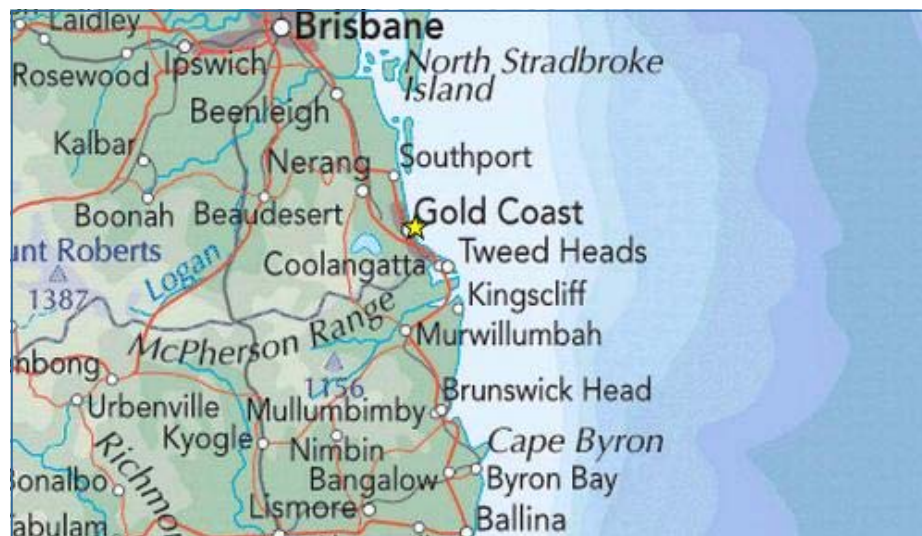 Laidley
Brisbane
Rosewood
Ipswich
North Stradbroke
Island
Beenleigh
Kalbar
Nerang
Southport
Boonah
Beaudesert
Gold Coast
unt Roberts
1387
Logan
Coolangatta
Tweed Heads
Kingscliff
McPherson Range
Murwillumbah
nbong
1156
Urbenville
Mullumbimby
Brunswick Head
Kyogle
Nimbin
Cape Byron
Richmo
Bonalbo
Bangalow
Byron Bay
Lismore
Ballina
abulam